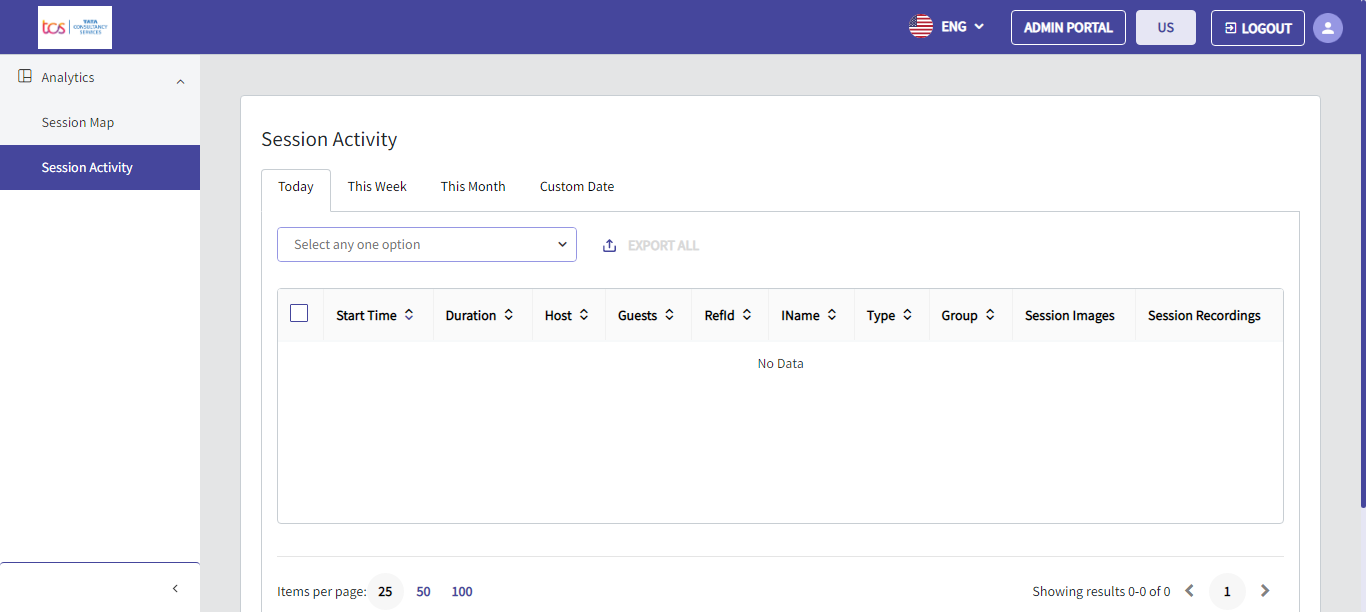 tcs TATA CONSULTANCY SERVICES
ENG ADMIN PORTAL US LOGOUT
Analytics
Session Map
Session Activity
Session Activity
Today This Week This Month Custom Date
Select any one option EXPORT ALL
Start Time Duration Host Guests RefId IName Type Group Session Images Session Recordings
No Data
Items per page: 25 50 100 Showing results 0-0 of 0 1